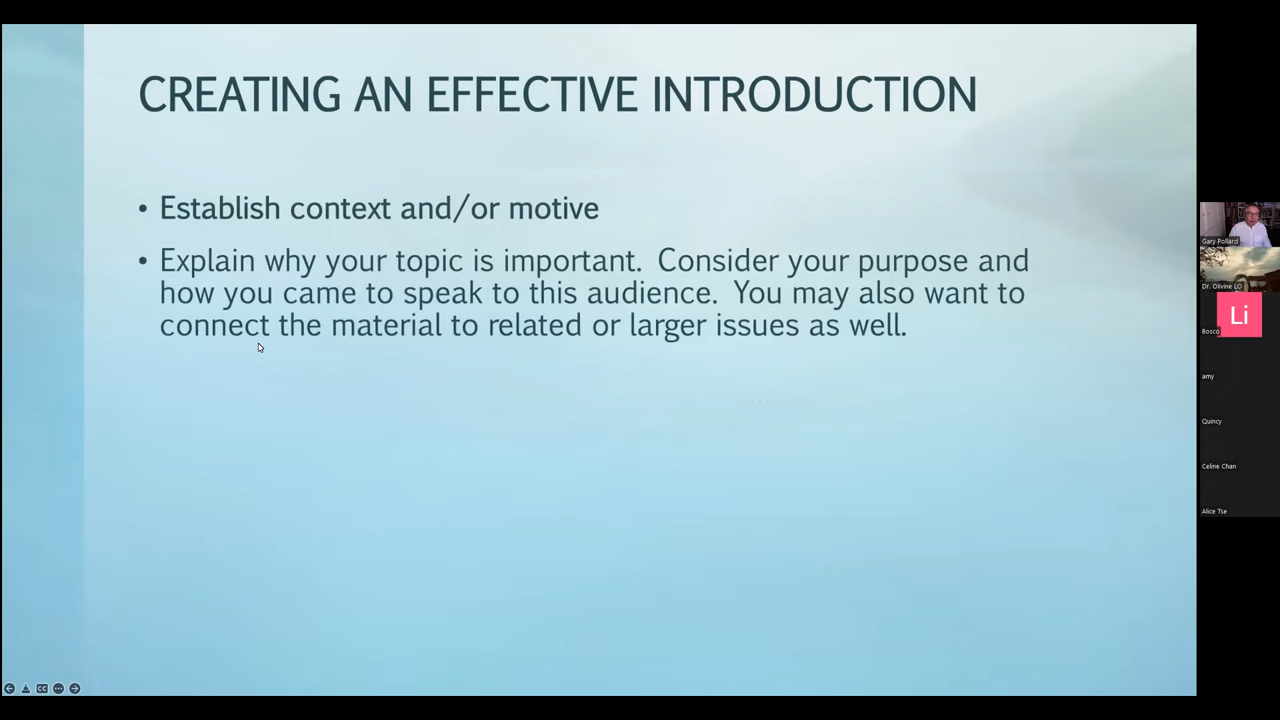 CREATING AN EFFECTIVE INTRODUCTION
• Establish context and/or motive
• Explain why your topic is important. Consider your purpose and
how you came to speak to this audience. You may also want to
connect the material to related or larger issues as well.
Gary Pollard
Dr. Olivine LO
Li
Bosco
amy
Quincy
Celine Chan
Alice Tse
CC